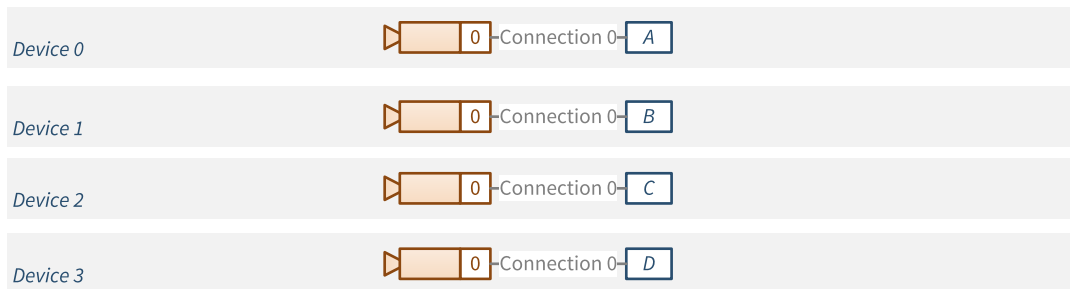 Device 0 0 Connection 0 A
Device 1 0 Connection 0 B
Device 2 0 Connection 0 C
Device 3 0 Connection 0 D